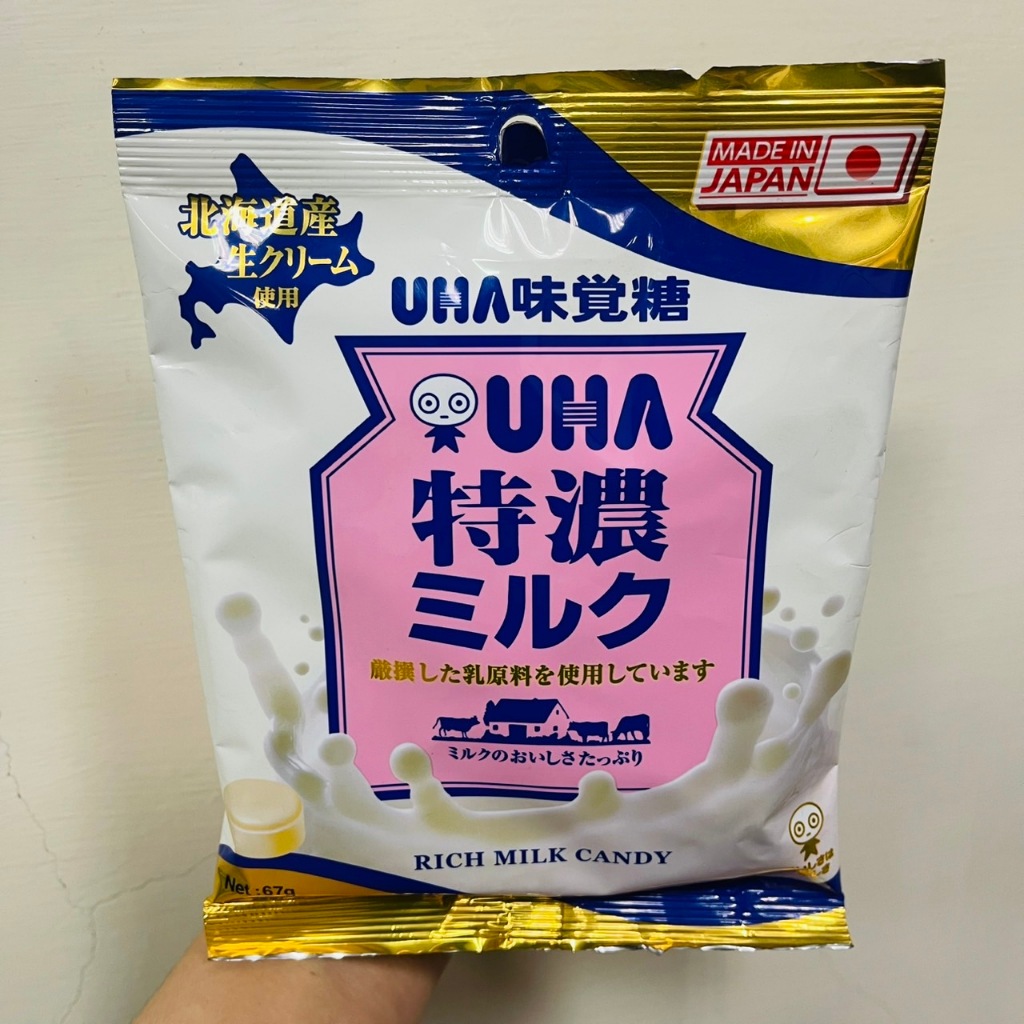 MADE IN
JAPAN
北海道産
生クリーム
使用
UHA味覚糖
UHA
特濃
ミルク
厳撰した乳原料を使用しています
ミルクのおいしさたっぷり
RICH MILK CANDY
Net.:67g